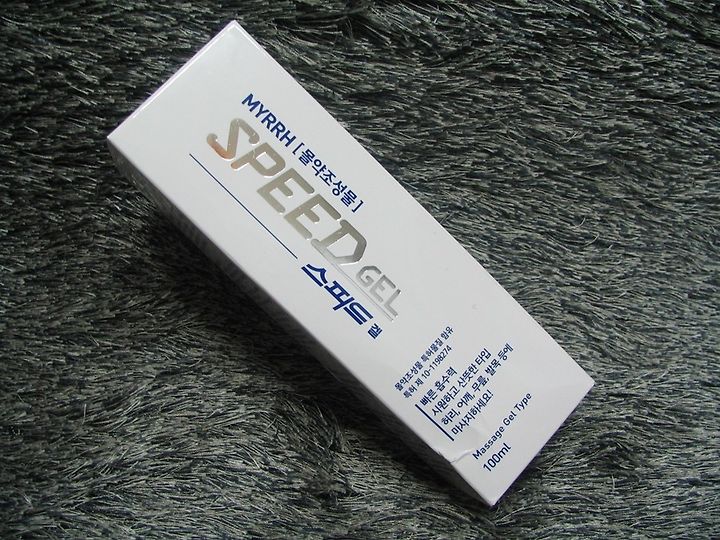 MYRRH [ 몰약조성물 ]
SPEED GEL
스피드 겔
몰약조성물 특허물질 함유
특허 제 10-1198274
빠른 흡수력
시원하고 산뜻한 타입
허리, 어깨, 무릎, 발목 등에
마사지하세요!
Massage Gel Type
100ml